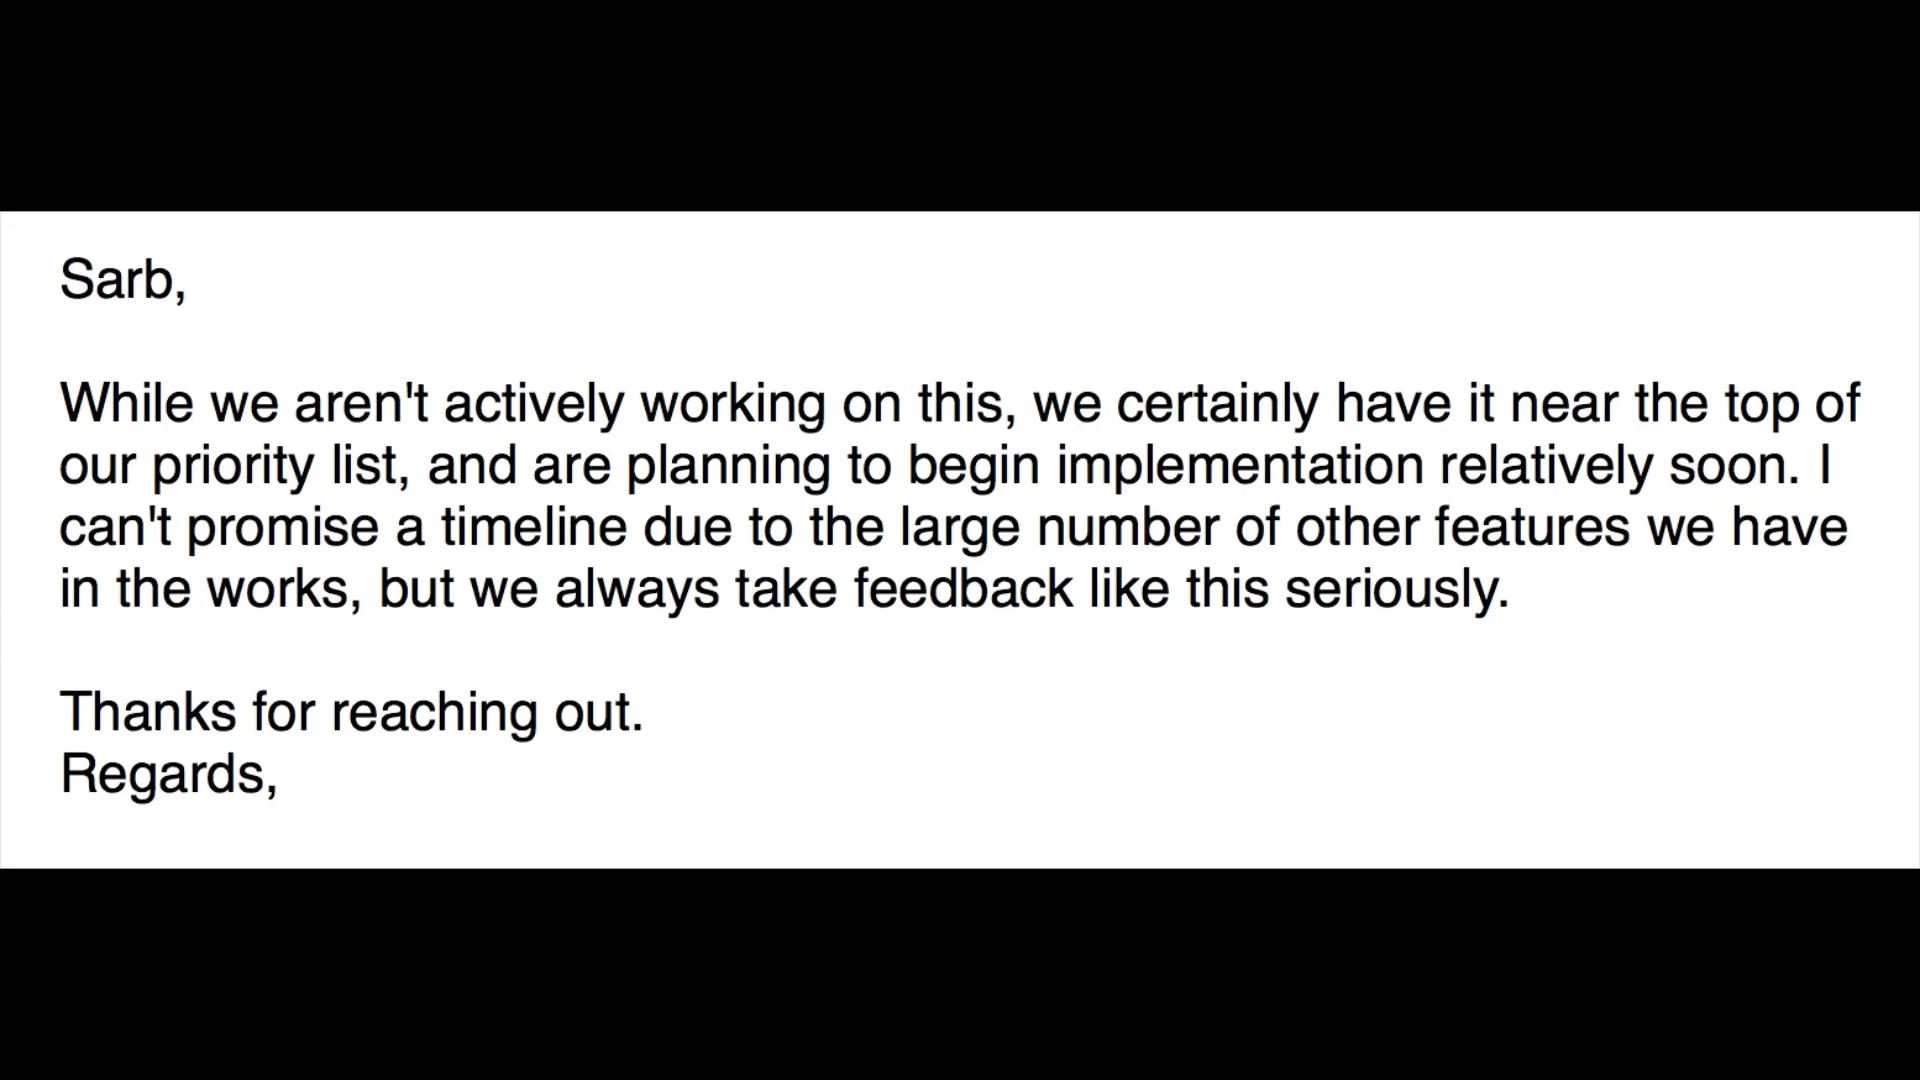 Sarb,
While we aren't actively working on this, we certainly have it near the top of
our priority list, and are planning to begin implementation relatively soon. I
can't promise a timeline due to the large number of other features we have
in the works, but we always take feedback like this seriously.
Thanks for reaching out.
Regards,